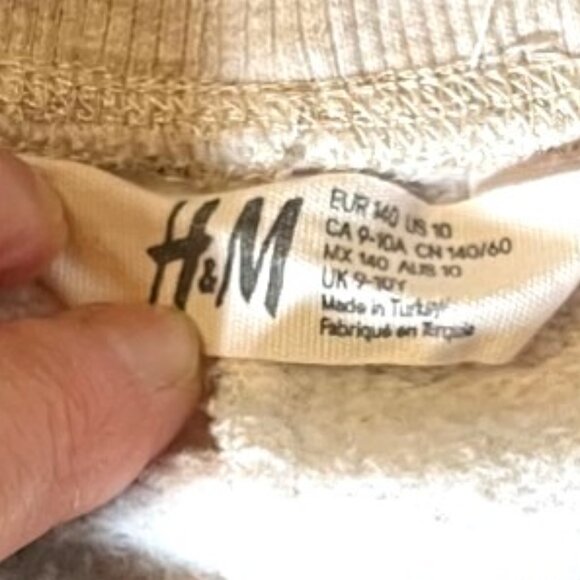 H&M
EUR 140 US 10
CA 9-10A CN 140/60
MX 140 AUS 10
UK 9-10Y
Made in Turkey
Fabriqué en Turquie